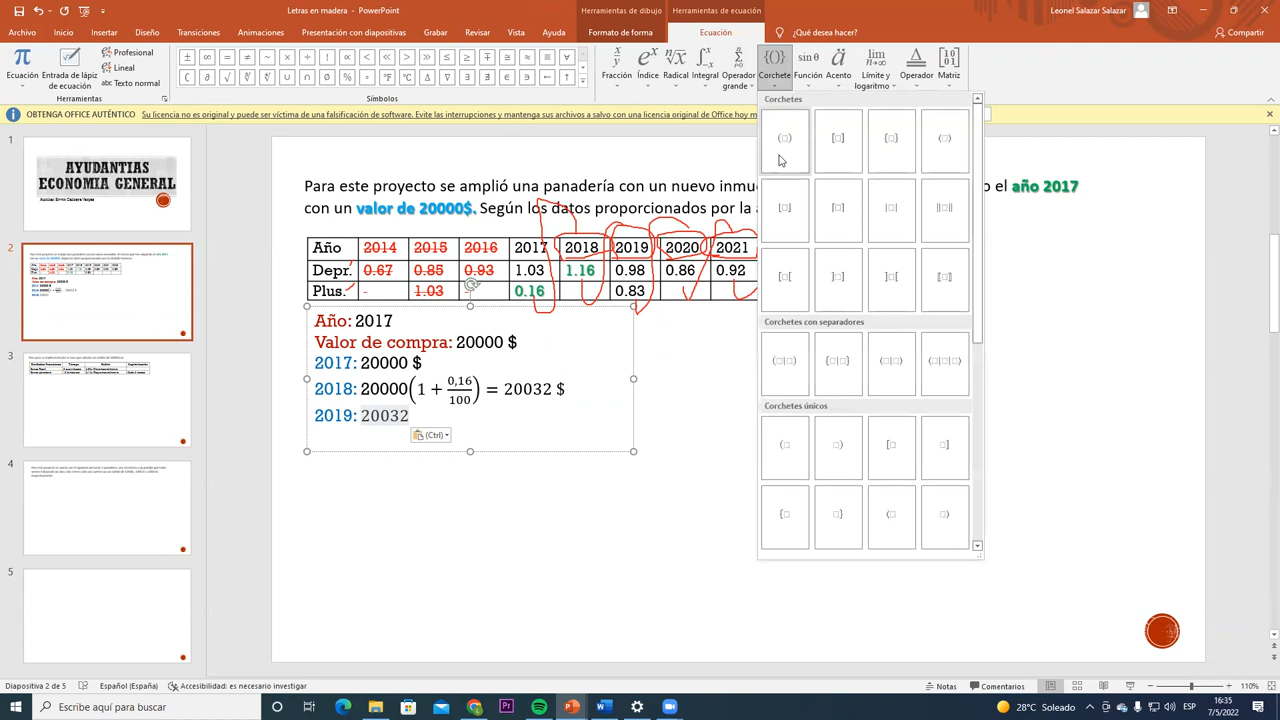 Letras en madera - PowerPoint
Herramientas de dibujo
Herramientas de ecuación
Leonel Salazar Salazar
Archivo
Inicio
Insertar
Diseño
Transiciones
Animaciones
Presentación con diapositivas
Grabar
Revisar
Vista
Ayuda
Formato de forma
Ecuación
¿Qué desea hacer?
Compartir
Ecuación
Entrada de lápiz de ecuación
Profesional
Lineal
abc Texto normal
Herramientas
Símbolos
Fracción
Índice
Radical
Integral
Operador grande
Corchete
Función
Acento
Límite y logaritmo
Operador
Matriz
OBTENGA OFFICE AUTÉNTICO
Su licencia no es original y puede ser víctima de una falsificación de software. Evite las interrupciones y mantenga sus archivos a salvo con una licencia original de Office hoy m
Corchetes
Corchetes con separadores
Corchetes únicos
1
AYUDANTIAS
ECONOMIA GENERAL
2
3
4
5
Para este proyecto se amplió una panadería con un nuevo inmu
el año 2017
con un valor de 20000$. Según los datos proporcionados por la a
Año 2014 2015 2016 2017 2018 2019 2020 2021
Depr. 0.67 0.85 0.93 1.03 1.16 0.98 0.86 0.92
Plus. - 1.03 0.16 0.83
Año: 2017
Valor de compra: 20000 $
2017: 20000 $
2018: 20000(1 + 0,16/100) = 20032 $
2019: 20032
(Ctrl)
Diapositiva 2 de 5
Español (España)
Accesibilidad: es necesario investigar
Notas
Comentarios
110%
Escribe aquí para buscar
28°C Soleado
ESP
16:35
7/5/2022